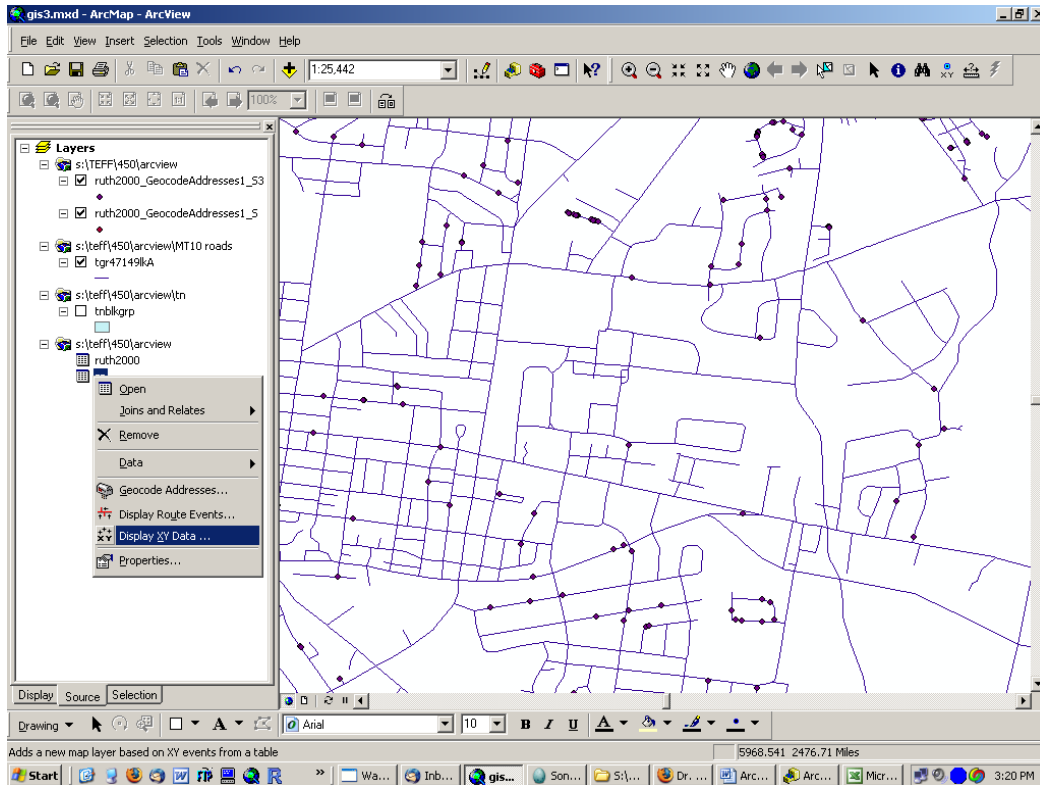 gis3.mxd - ArcMap - ArcView
File Edit View Insert Selection Tools Window Help
1:25,442
100%
Layers
s:\TEFF\450\arcview
ruth2000_GeocodeAddresses1_S3
ruth2000_GeocodeAddresses1_S
s:\teff\450\arcview\MT10 roads
tgr47149lkA
s:\teff\450\arcview\tn
tnblkgrp
s:\teff\450\arcview
ruth2000
Open
Joins and Relates
Remove
Data
Geocode Addresses...
Display Route Events...
Display XY Data ...
Properties...
Display Source Selection
Drawing A Arial 10 B I U A
Adds a new map layer based on XY events from a table
5968.541 2476.71 Miles
Start » Wa... Inb... gis... Son... S:\... Dr. ... Arc... Arc... Micr... 3:20 PM